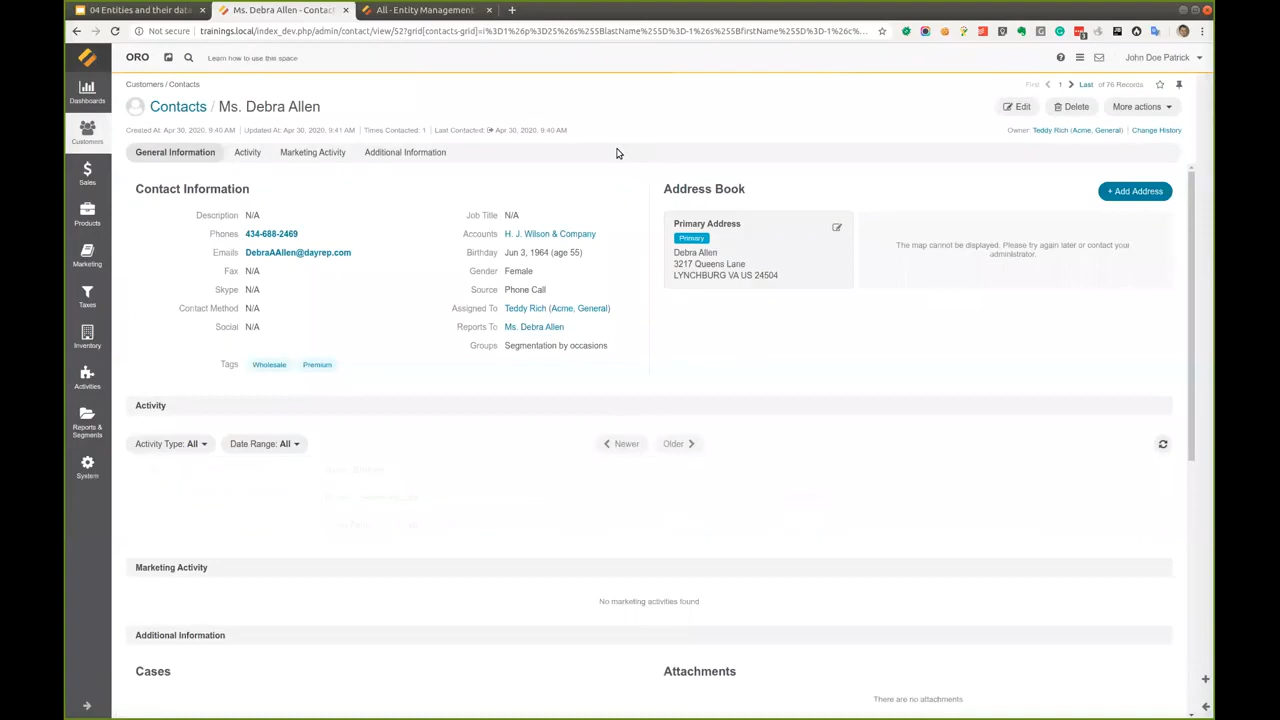 04 Entities and their data
Ms. Debra Allen - Contac
All - Entity Management
Not secure
trainings.local/index_dev.php/admin/contact/view/52?grid[contacts-grid]=i%3D1%26p%3D25%26s%255BlastName%255D%3D-1%26s%255BfirstName%255D%3D-1%26c%...
ORO
Learn how to use this space
John Doe Patrick
Customers / Contacts
First 1 Last of 76 Records
Contacts / Ms. Debra Allen
Edit
Delete
More actions
Created At: Apr 30, 2020, 9:40 AM
Updated At: Apr 30, 2020, 9:41 AM
Times Contacted: 1
Last Contacted: Apr 30, 2020, 9:40 AM
Owner: Teddy Rich (Acme, General)
Change History
General Information
Activity
Marketing Activity
Additional Information
Dashboards
Customers
Sales
Products
Marketing
Taxes
Inventory
Activities
Reports &
Segments
System
Contact Information
Description N/A
Phones 434-688-2469
Emails DebraAAllen@dayrep.com
Fax N/A
Skype N/A
Contact Method N/A
Social N/A
Tags Wholesale Premium
Job Title N/A
Accounts H. J. Wilson & Company
Birthday Jun 3, 1964 (age 55)
Gender Female
Source Phone Call
Assigned To Teddy Rich (Acme, General)
Reports To Ms. Debra Allen
Groups Segmentation by occasions
Address Book
+ Add Address
Primary Address
Primary
Debra Allen
3217 Queens Lane
LYNCHBURG VA US 24504
The map cannot be displayed. Please try again later or contact your
administrator.
Activity
Activity Type: All
Date Range: All
Newer
Older
Marketing Activity
No marketing activities found
Additional Information
Cases
Attachments
There are no attachments